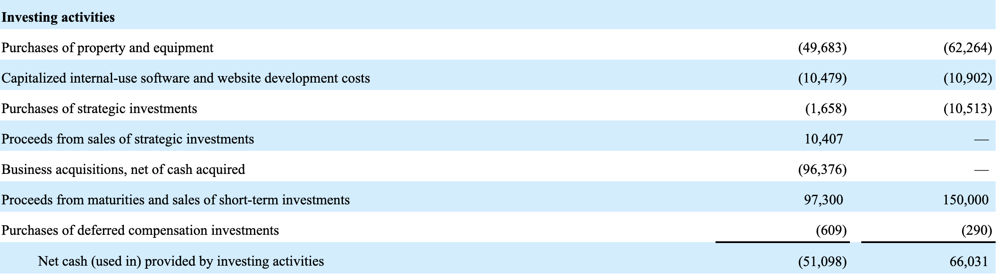 Investing activities
Purchases of property and equipment (49,683) (62,264)
Capitalized internal-use software and website development costs (10,479) (10,902)
Purchases of strategic investments (1,658) (10,513)
Proceeds from sales of strategic investments 10,407 —
Business acquisitions, net of cash acquired (96,376) —
Proceeds from maturities and sales of short-term investments 97,300 150,000
Purchases of deferred compensation investments (609) (290)
Net cash (used in) provided by investing activities (51,098) 66,031